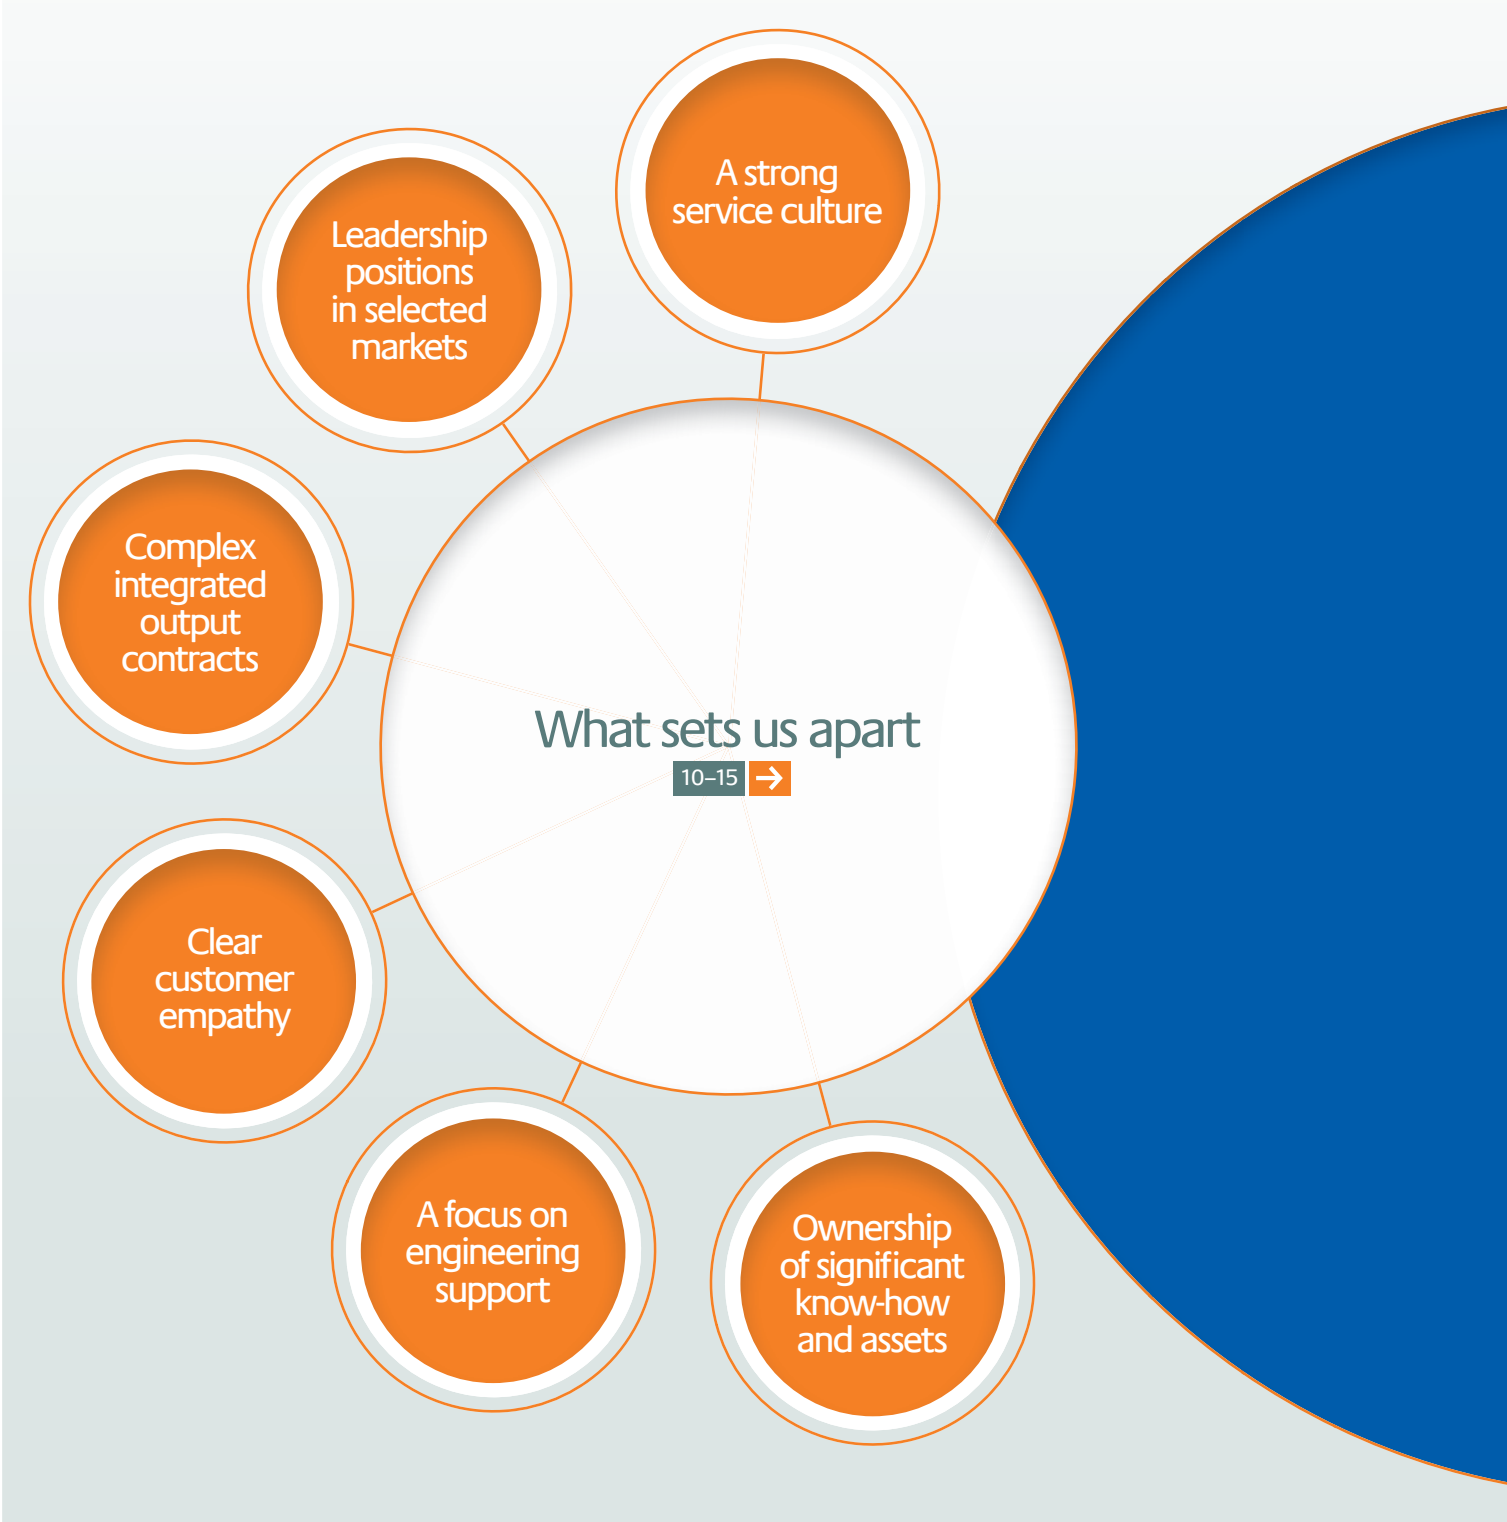 A strong
service culture
Leadership
positions
in selected
markets
Complex
integrated
output
contracts
What sets us apart
10–15
Clear
customer
empathy
A focus on
engineering
support
Ownership
of significant
know-how
and assets